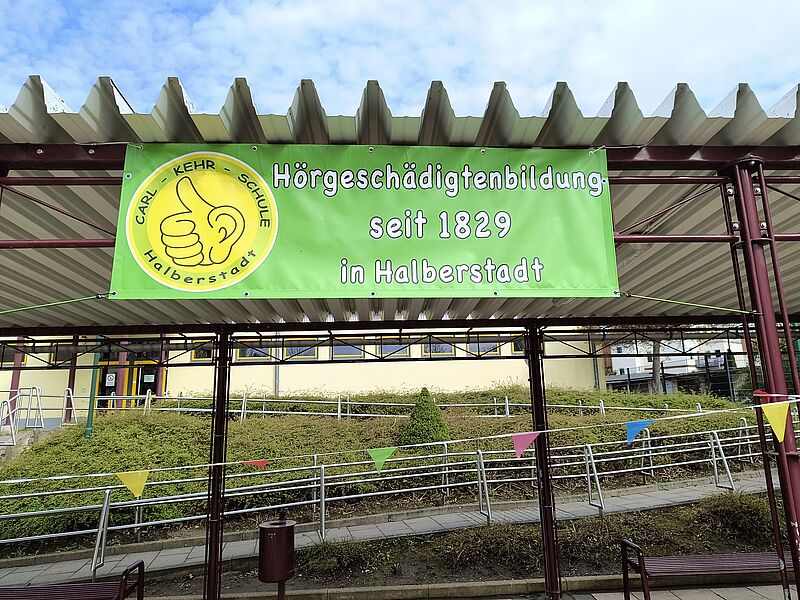 CARL - KEHR - SCHULE
Halberstadt
Hörgeschädigtenbildung
seit 1829
in Halberstadt